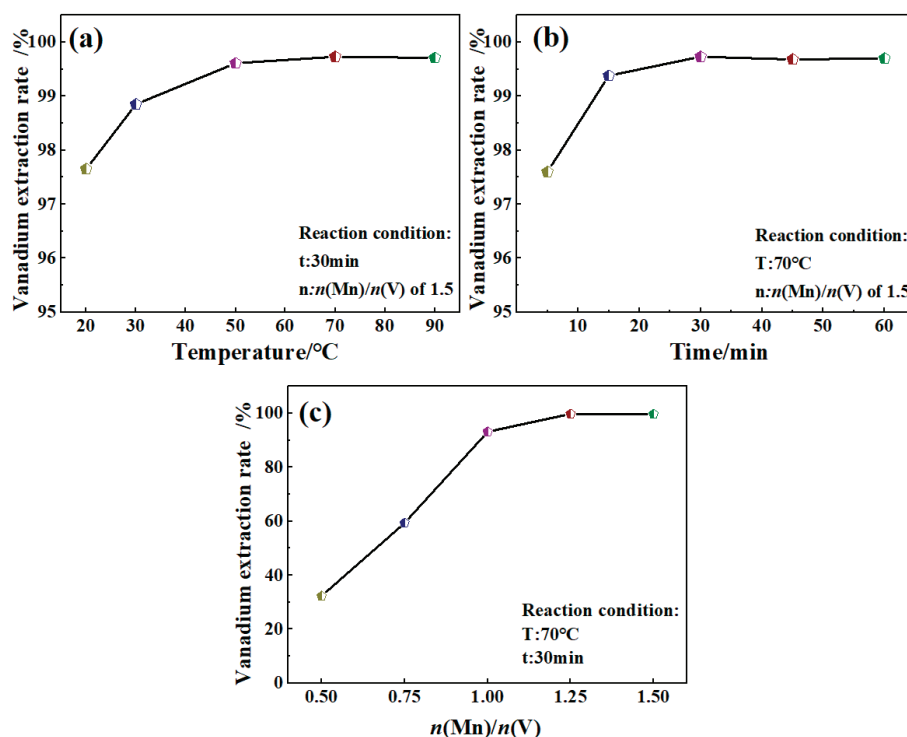 (a)
Vanadium extraction rate /%
100
99
98
97
96
95
Reaction condition:
t:30min
n:n(Mn)/n(V) of 1.5
20 30 40 50 60 70 80 90
Temperature/°C
(b)
Vanadium extraction rate /%
100
99
98
97
96
95
Reaction condition:
T:70°C
n:n(Mn)/n(V) of 1.5
10 20 30 40 50 60
Time/min
(c)
Vanadium extraction rate /%
100
80
60
40
20
0
Reaction condition:
T:70°C
t:30min
0.50 0.75 1.00 1.25 1.50
n(Mn)/n(V)